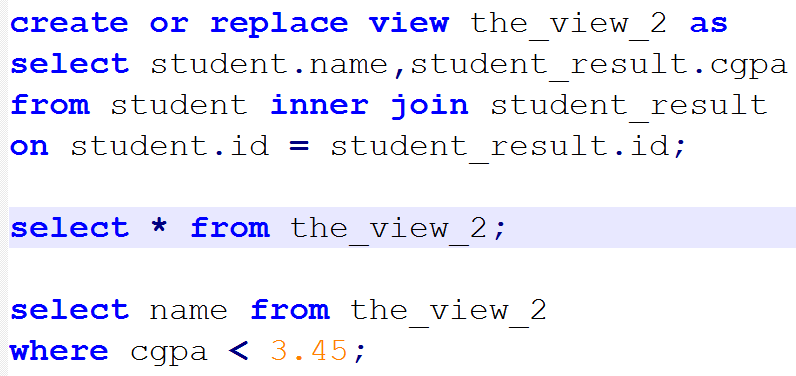 create or replace view the_view_2 as
select student.name,student_result.cgpa
from student inner join student_result
on student.id = student_result.id;
select * from the_view_2;
select name from the_view_2
where cgpa < 3.45;